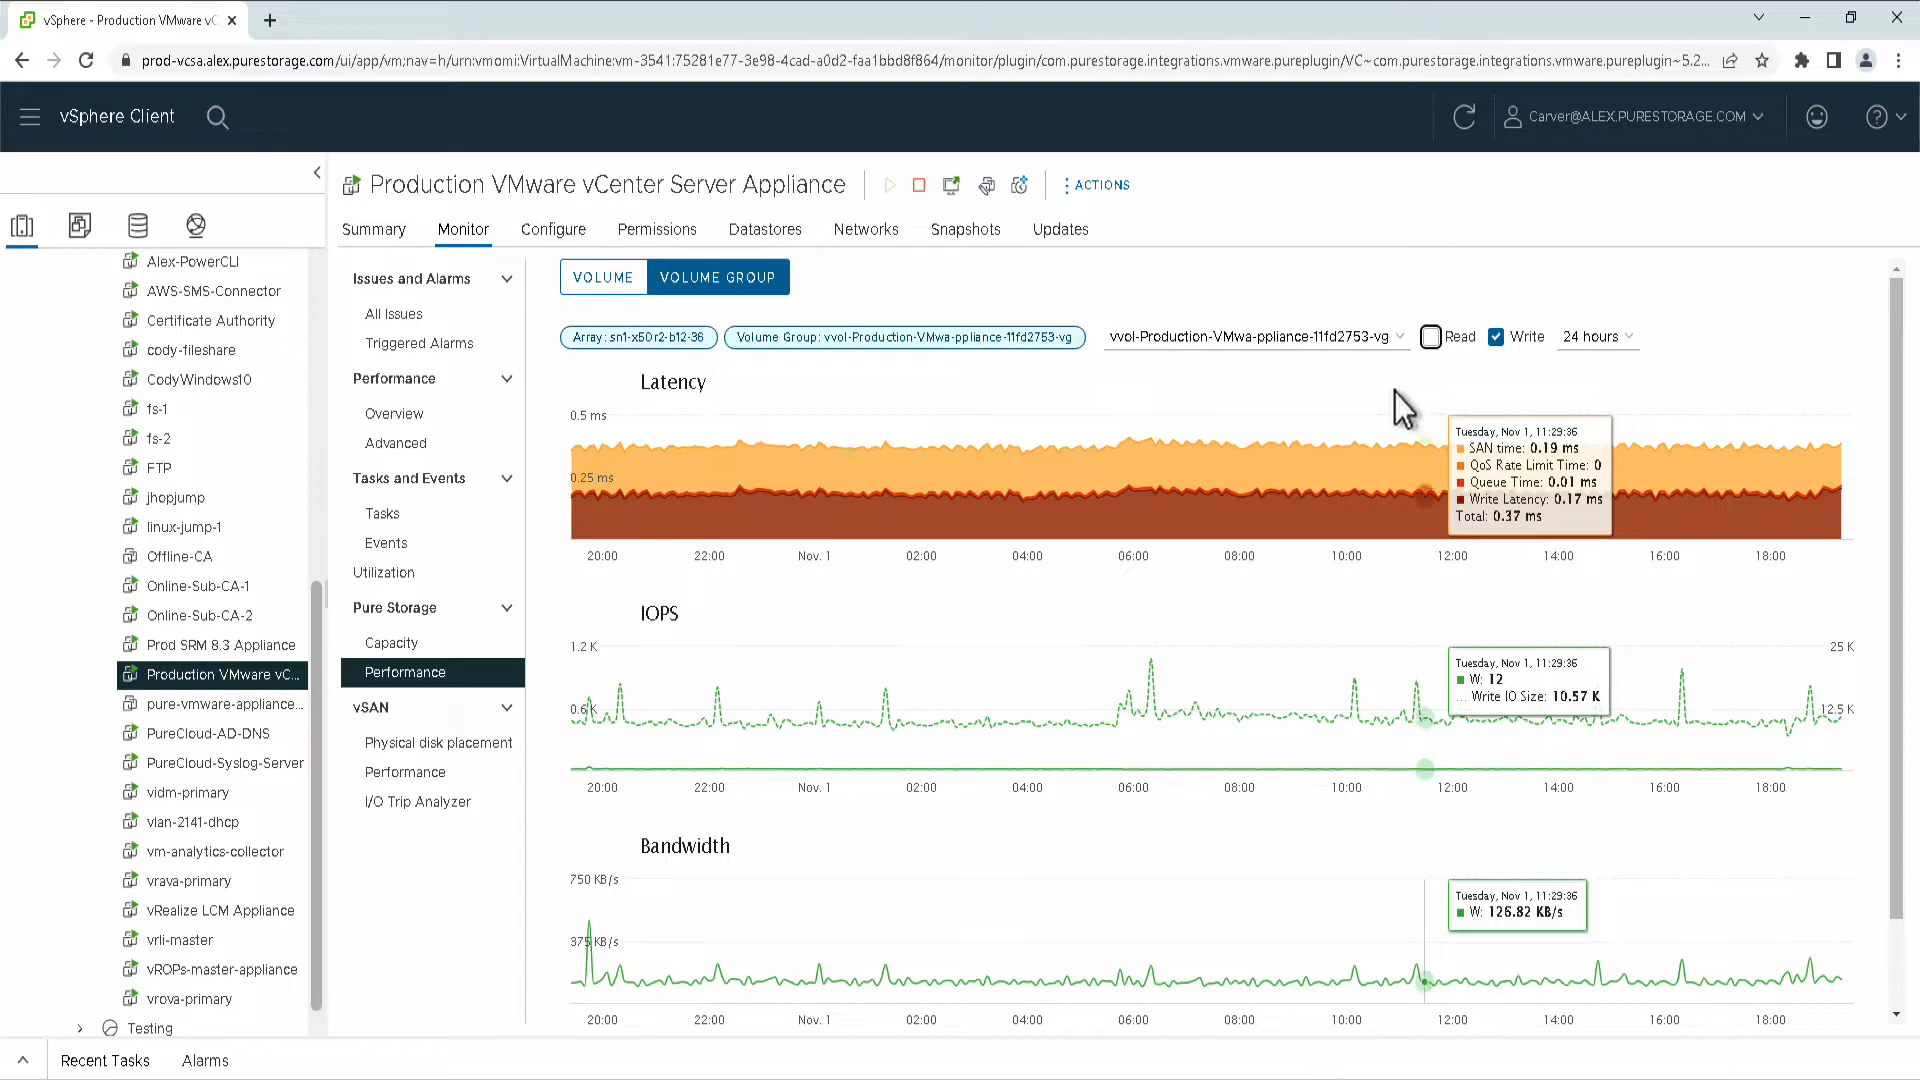 vSphere - Production VMware vC
prod-vcsa.alex.purestorage.com/ui/app/vm;nav=h/urn:vmomi:VirtualMachine:vm-3541:75281e77-3e98-4cad-a0d2-faa1bbd8f864/monitor/plugin/com.purestorage.integrations.vmware.pureplugin/VC~com.purestorage.integrations.vmware.pureplugin~5.2...
vSphere Client
Carver@ALEX.PURESTORAGE.COM
Production VMware vCenter Server Appliance
ACTIONS
Summary Monitor Configure Permissions Datastores Networks Snapshots Updates
Alex-PowerCLI
AWS-SMS-Connector
Certificate Authority
cody-fileshare
CodyWindows10
fs-1
fs-2
FTP
jhopjump
linux-jump-1
Offline-CA
Online-Sub-CA-1
Online-Sub-CA-2
Prod SRM 8.3 Appliance
Production VMware vC...
pure-vmware-appliance...
PureCloud-AD-DNS
PureCloud-Syslog-Server
vidm-primary
vlan-2141-dhcp
vm-analytics-collector
vrava-primary
vRealize LCM Appliance
vrli-master
vROPs-master-appliance
vrova-primary
Testing
Issues and Alarms
All Issues
Triggered Alarms
Performance
Overview
Advanced
Tasks and Events
Tasks
Events
Utilization
Pure Storage
Capacity
Performance
vSAN
Physical disk placement
Performance
I/O Trip Analyzer
VOLUME VOLUME GROUP
Array: sn1-x50r2-b12-36 Volume Group: vvol-Production-VMwa-ppliance-11fd2753-vg vvol-Production-VMwa-ppliance-11fd2753-vg Read Write 24 hours
Latency
0.5 ms
0.25 ms
Tuesday, Nov 1, 11:29:36
SAN time: 0.19 ms
QoS Rate Limit Time: 0
Queue Time: 0.01 ms
Write Latency: 0.17 ms
Total: 0.37 ms
20:00 22:00 Nov. 1 02:00 04:00 06:00 08:00 10:00 12:00 14:00 16:00 18:00
IOPS
1.2 K
25 K
0.6 K
12.5 K
Tuesday, Nov 1, 11:29:36
W: 12
... Write IO Size: 10.57 K
20:00 22:00 Nov. 1 02:00 04:00 06:00 08:00 10:00 12:00 14:00 16:00 18:00
Bandwidth
750 KB/s
375 KB/s
Tuesday, Nov 1, 11:29:36
W: 126.82 KB/s
20:00 22:00 Nov. 1 02:00 04:00 06:00 08:00 10:00 12:00 14:00 16:00 18:00
Recent Tasks Alarms